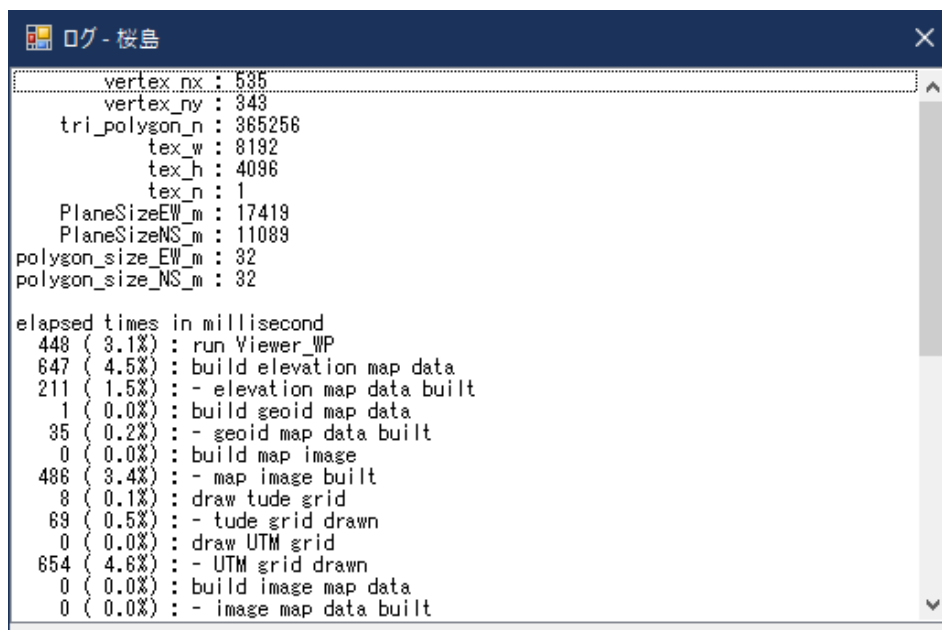 ログ - 桜島
vertex_nx : 535
vertex_ny : 343
tri_polygon_n : 365256
tex_w : 8192
tex_h : 4096
tex_n : 1
PlaneSizeEW_m : 17419
PlaneSizeNS_m : 11089
polygon_size_EW_m : 32
polygon_size_NS_m : 32
elapsed times in millisecond
448 ( 3.1%) : run Viewer_WP
647 ( 4.5%) : build elevation map data
211 ( 1.5%) : - elevation map data built
1 ( 0.0%) : build geoid map data
35 ( 0.2%) : - geoid map data built
0 ( 0.0%) : build map image
486 ( 3.4%) : - map image built
8 ( 0.1%) : draw tude grid
69 ( 0.5%) : - tude grid drawn
0 ( 0.0%) : draw UTM grid
654 ( 4.6%) : - UTM grid drawn
0 ( 0.0%) : build image map data
0 ( 0.0%) : - image map data built